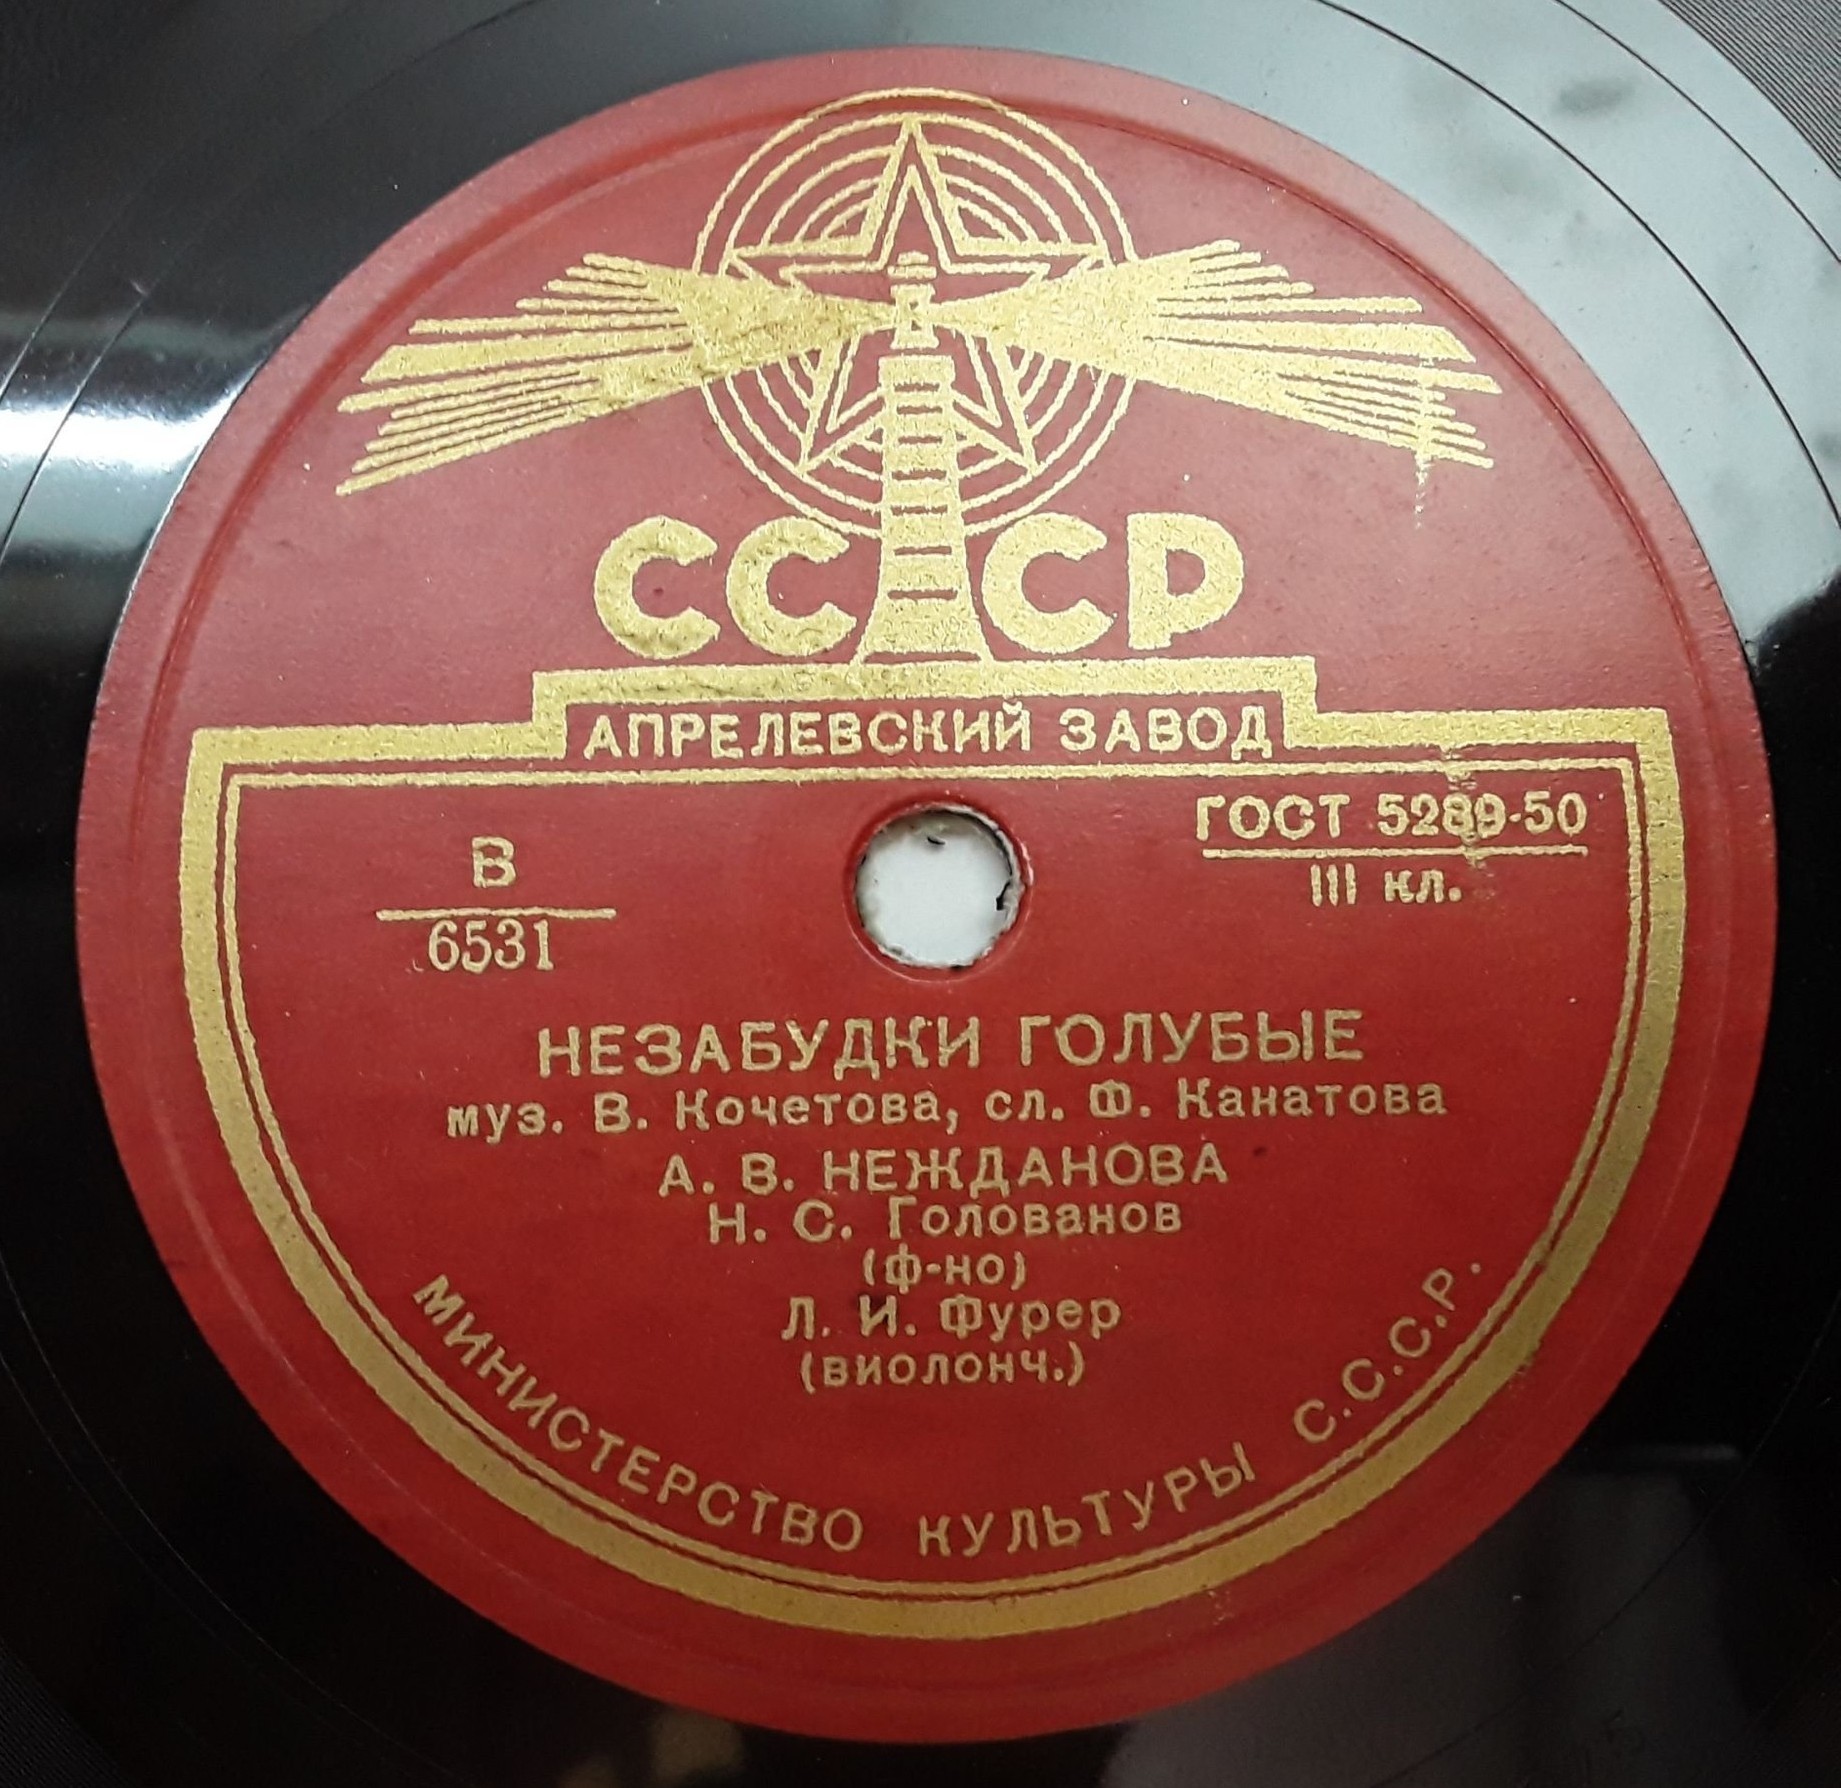 СССР
АПРЕЛЕВСКИЙ ЗАВОД
ГОСТ 5289-50
III кл.
В
6531
НЕЗАБУДКИ ГОЛУБЫЕ
муз. В. Кочетова, сл. Ф. Канатова
А. В. НЕЖДАНОВА
Н. С. Голованов
(ф-но)
Л. И. Фурер
(виолонч.)
МИНИСТЕРСТВО КУЛЬТУРЫ С.С.С.Р.